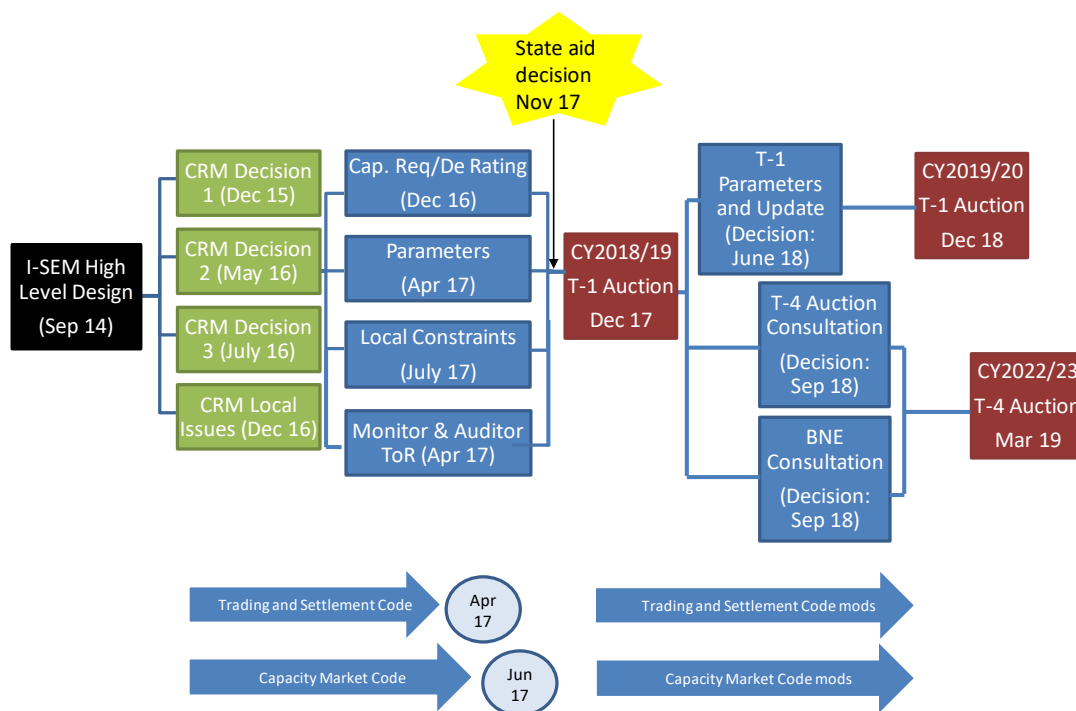 State aid
decision
Nov 17
I-SEM High
Level Design
(Sep 14)
CRM Decision
1 (Dec 15)
CRM Decision
2 (May 16)
CRM Decision
3 (July 16)
CRM Local
Issues (Dec 16)
Cap. Req/De Rating
(Dec 16)
Parameters
(Apr 17)
Local Constraints
(July 17)
Monitor & Auditor
ToR (Apr 17)
CY2018/19
T-1 Auction
Dec 17
T-1
Parameters
and Update
(Decision:
June 18)
T-4 Auction
Consultation
(Decision:
Sep 18)
BNE
Consultation
(Decision:
Sep 18)
CY2019/20
T-1 Auction
Dec 18
CY2022/23
T-4 Auction
Mar 19
Trading and Settlement Code
Apr
17
Trading and Settlement Code mods
Capacity Market Code
Jun
17
Capacity Market Code mods